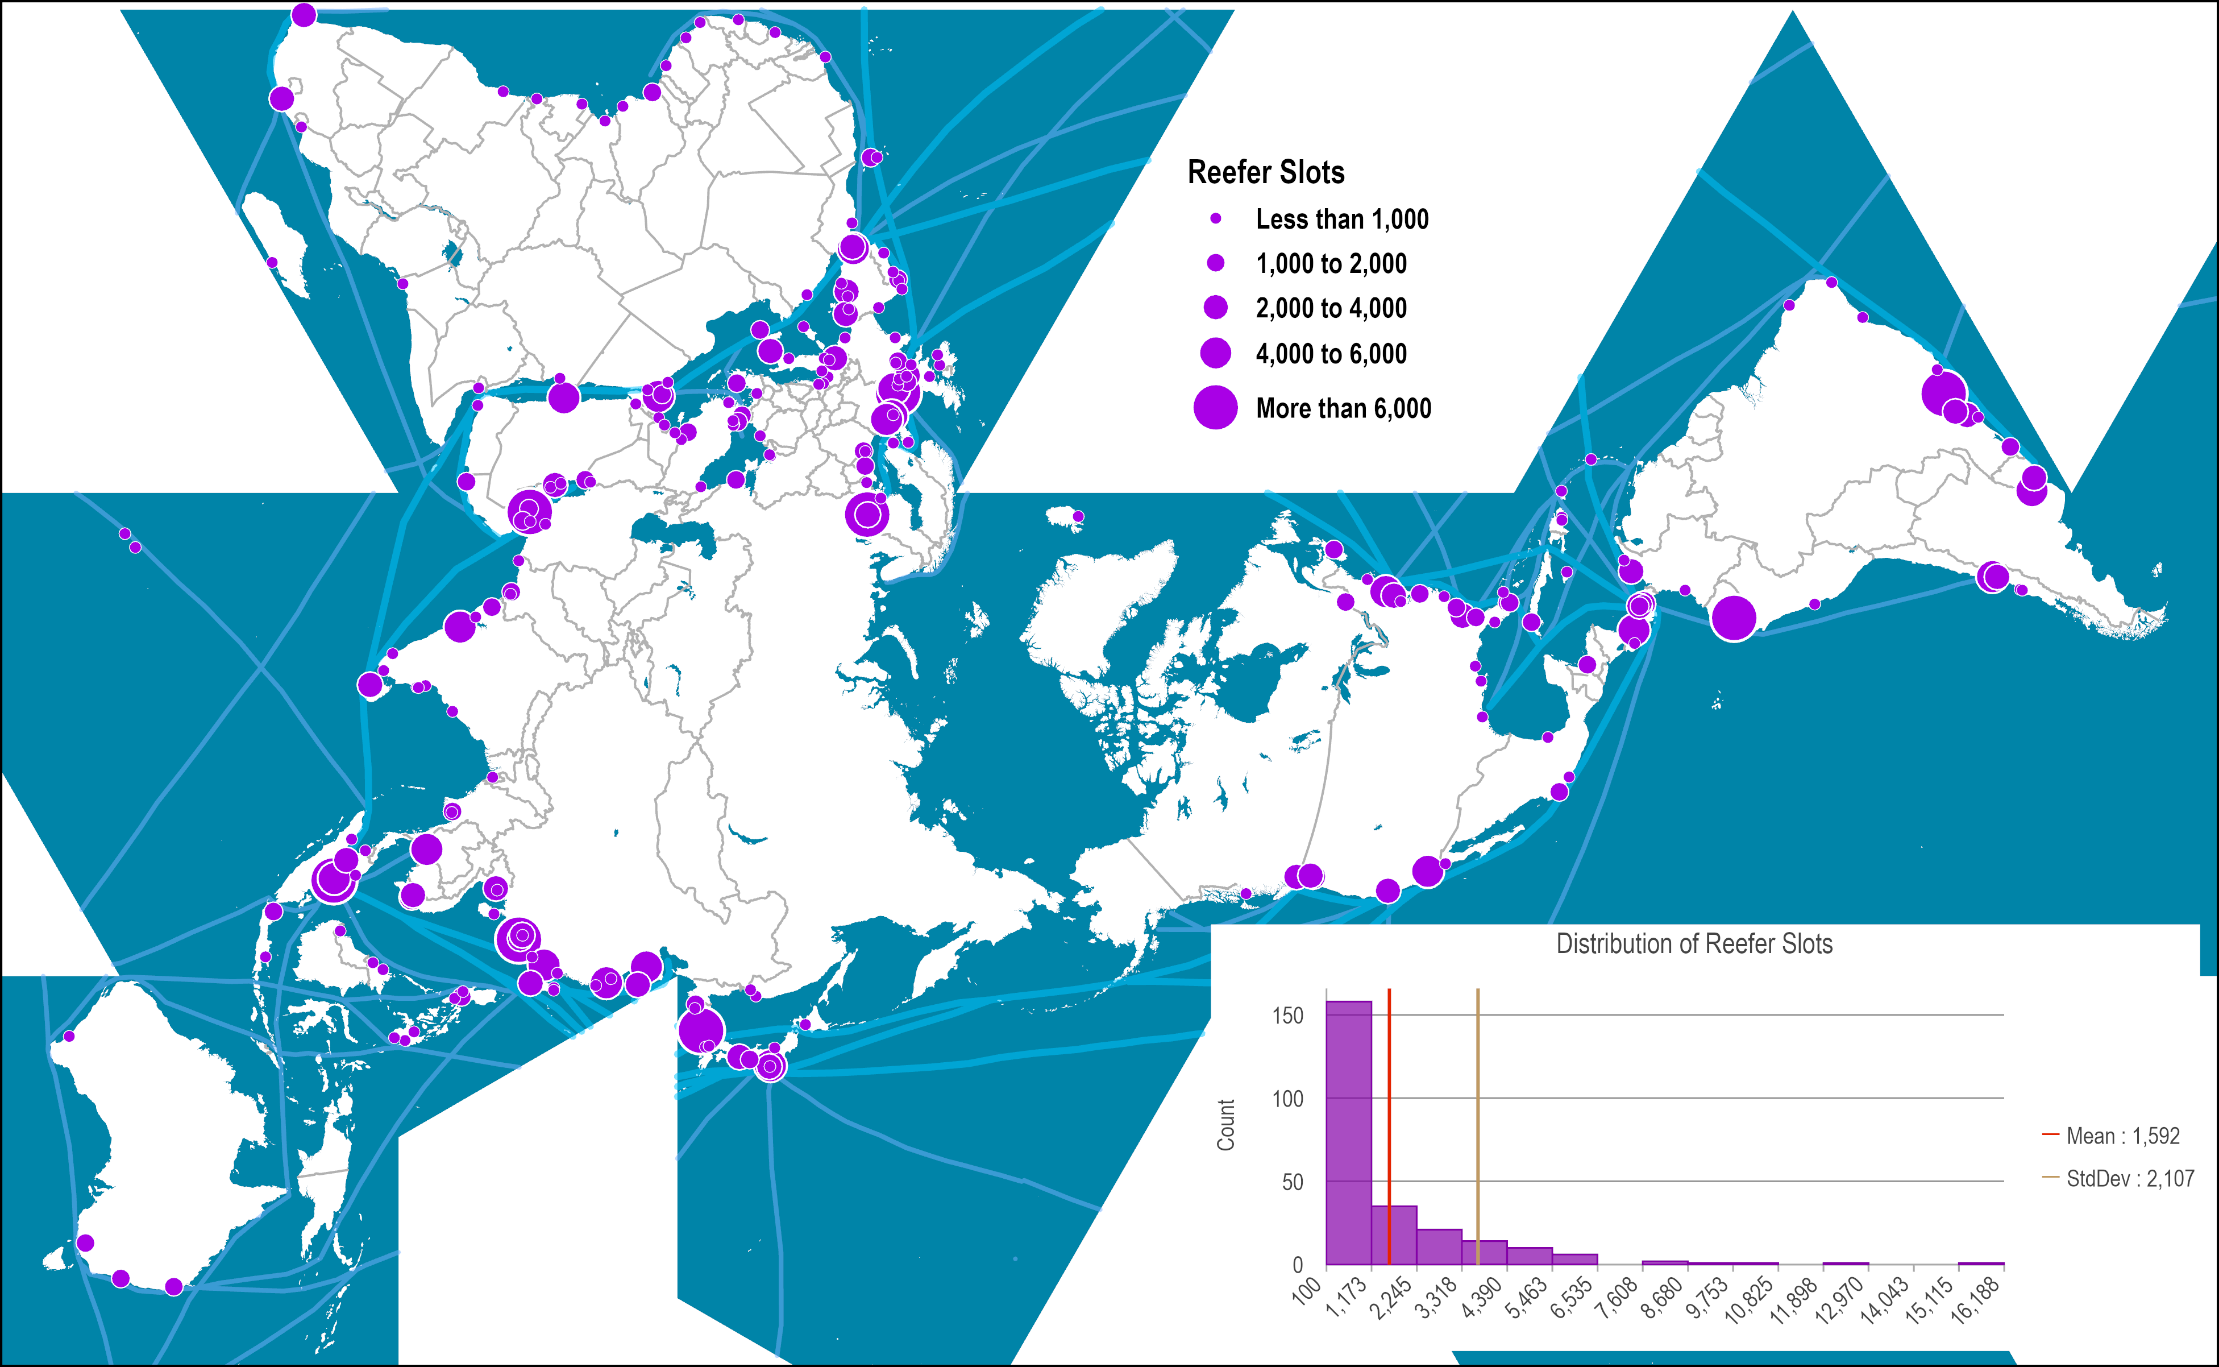 Reefer Slots
Less than 1,000
1,000 to 2,000
2,000 to 4,000
4,000 to 6,000
More than 6,000
Distribution of Reefer Slots
150
100
50
0
Count
100
1,173
2,245
3,318
4,390
5,463
6,535
7,608
8,680
9,753
10,825
11,898
12,970
14,043
15,115
16,188
Mean : 1,592
StdDev : 2,107